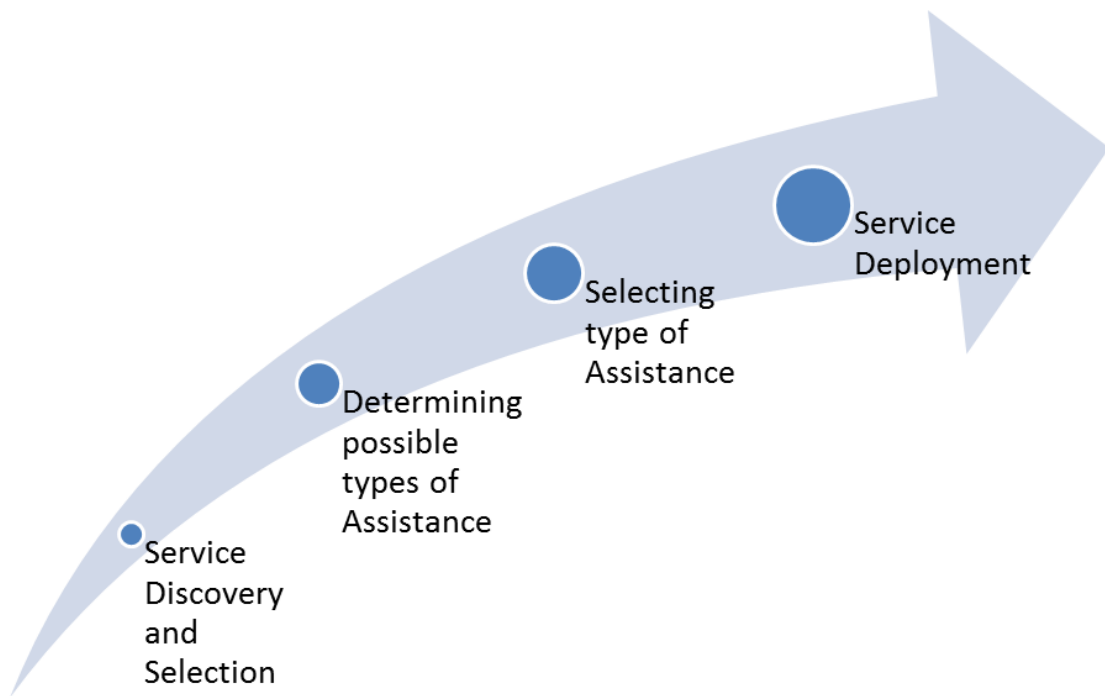 Service
Discovery
and
Selection
Determining
possible
types of
Assistance
Selecting
type of
Assistance
Service
Deployment